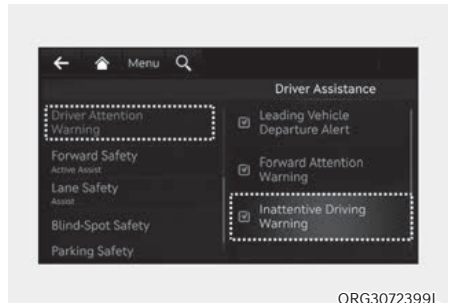 Menu
Driver Assistance
Driver Attention
Warning
Forward Safety
Active Assist
Lane Safety
Assist
Blind-Spot Safety
Parking Safety
Leading Vehicle
Departure Alert
Forward Attention
Warning
Inattentive Driving
Warning
ORG3072399L